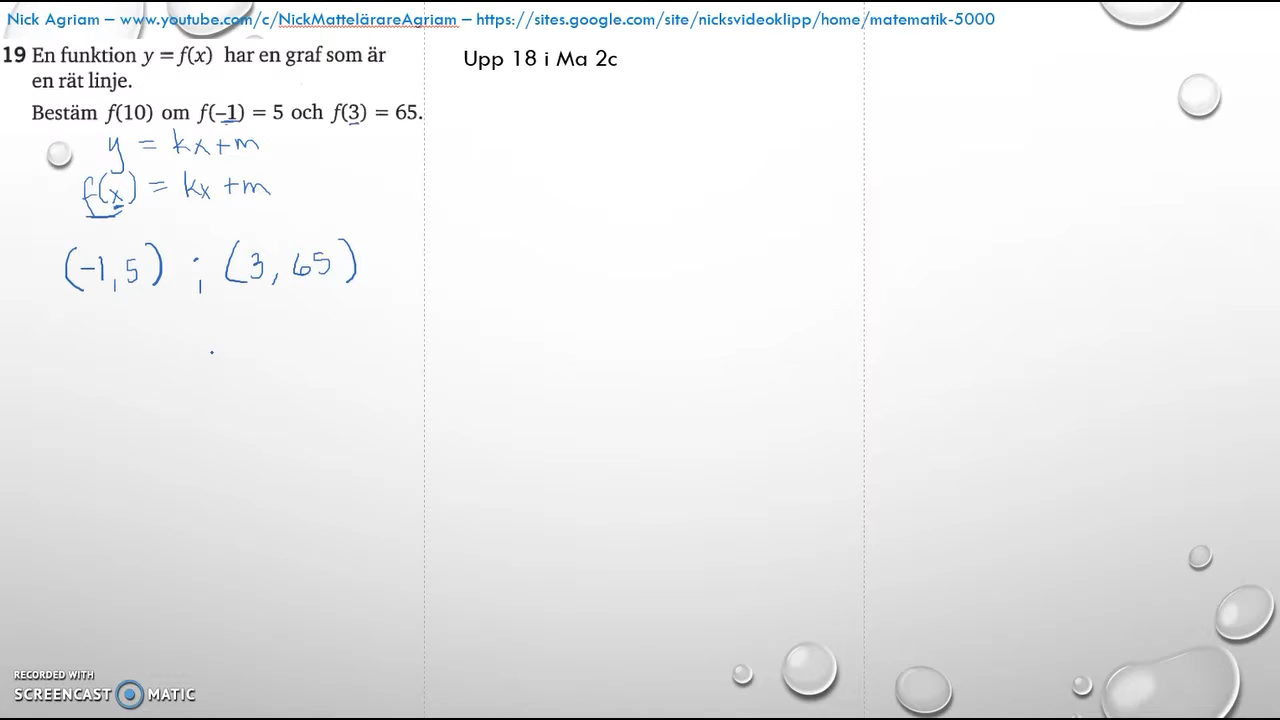 Nick Agriam – www.youtube.com/c/NickMattelärareAgriam – https://sites.google.com/site/nicksvideoklipp/home/matematik-5000
19 En funktion y = f(x) har en graf som är
en rät linje.
Bestäm f(10) om f(–1) = 5 och f(3) = 65.
y = kx+m
f(x) = kx +m
(-1,5) ; (3, 65)
Upp 18 i Ma 2c
RECORDED WITH
SCREENCAST MATIC